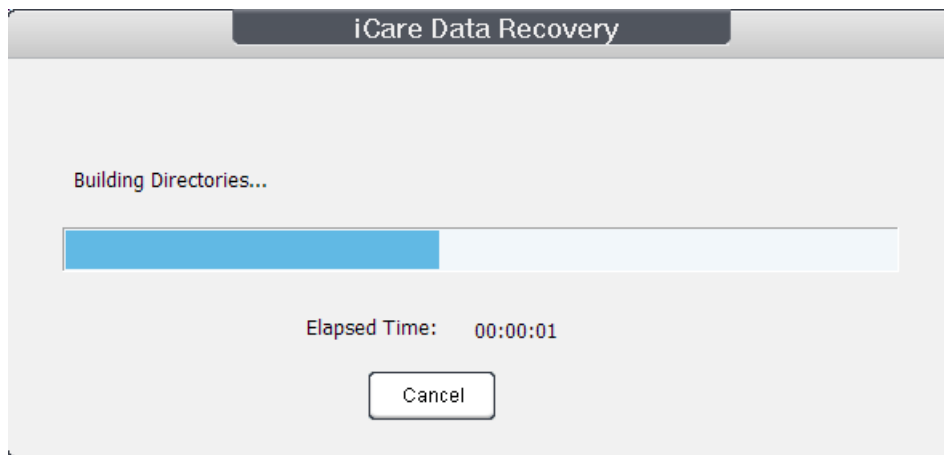 iCare Data Recovery
Building Directories...
Elapsed Time: 00:00:01
Cancel